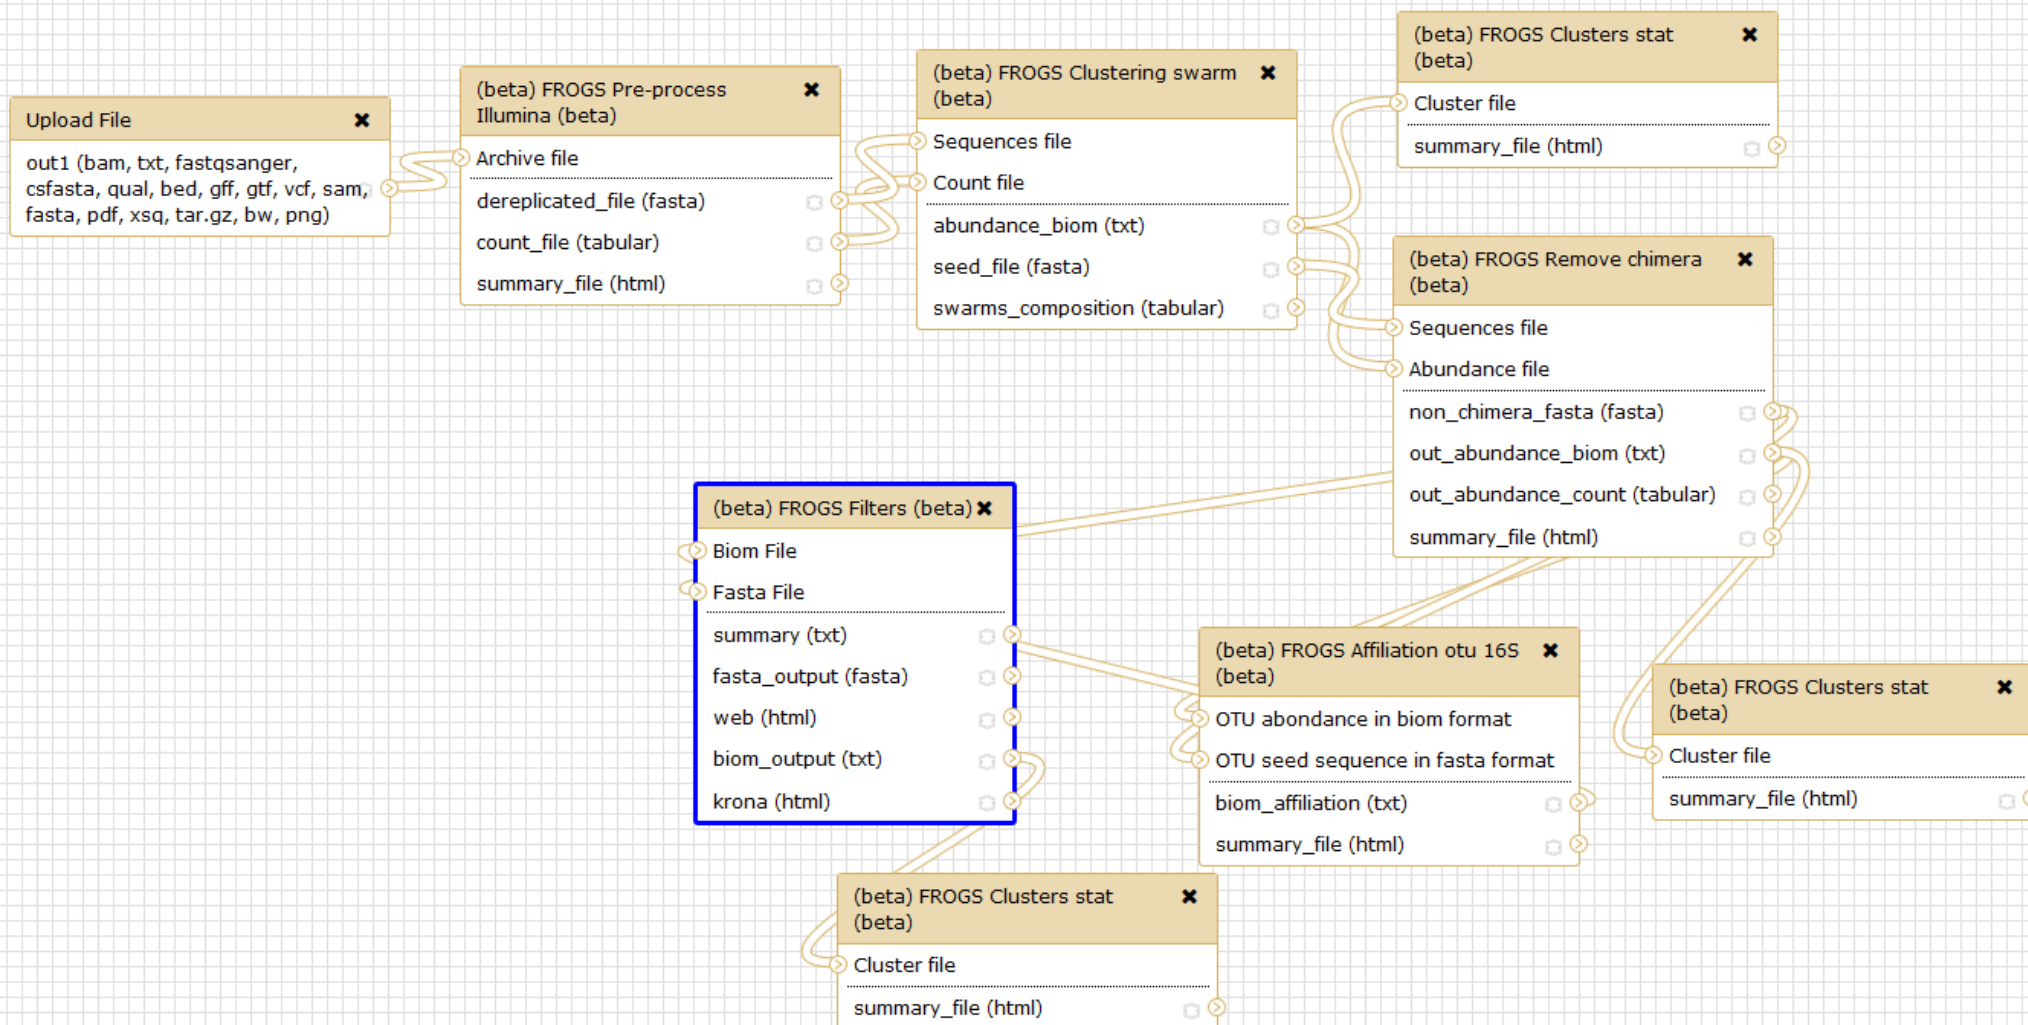 Upload File
out1 (bam, txt, fastqsanger,
csfasta, qual, bed, gff, gtf, vcf, sam,
fasta, pdf, xsq, tar.gz, bw, png)
(beta) FROGS Pre-process
Illumina (beta)
Archive file
dereplicated_file (fasta)
count_file (tabular)
summary_file (html)
(beta) FROGS Clustering swarm
(beta)
Sequences file
Count file
abundance_biom (txt)
seed_file (fasta)
swarms_composition (tabular)
(beta) FROGS Clusters stat
(beta)
Cluster file
summary_file (html)
(beta) FROGS Remove chimera
(beta)
Sequences file
Abundance file
non_chimera_fasta (fasta)
out_abundance_biom (txt)
out_abundance_count (tabular)
summary_file (html)
(beta) FROGS Filters (beta)
Biom File
Fasta File
summary (txt)
fasta_output (fasta)
web (html)
biom_output (txt)
krona (html)
(beta) FROGS Affiliation otu 16S
(beta)
OTU abondance in biom format
OTU seed sequence in fasta format
biom_affiliation (txt)
summary_file (html)
(beta) FROGS Clusters stat
(beta)
Cluster file
summary_file (html)
(beta) FROGS Clusters stat
(beta)
Cluster file
summary_file (html)